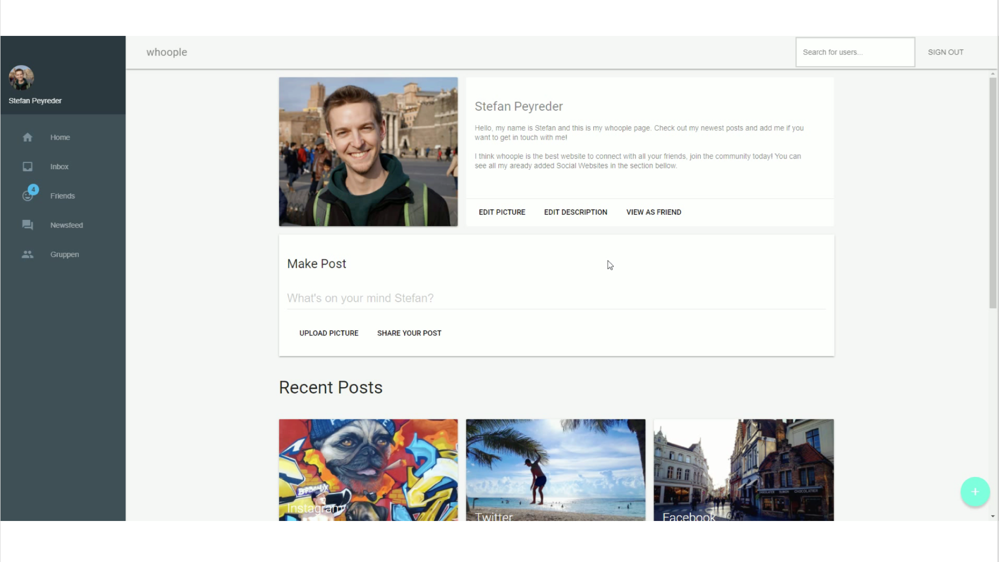 whoople
Search for users...
SIGN OUT
Stefan Peyreder
Home
Inbox
4
Friends
Newsfeed
Gruppen
Stefan Peyreder
Hello, my name is Stefan and this is my whoople page. Check out my newest posts and add me if you
want to get in touch with me!
I think whoople is the best website to connect with all your friends, join the community today! You can
see all my aready added Social Websites in the section bellow.
EDIT PICTURE
EDIT DESCRIPTION
VIEW AS FRIEND
Make Post
What's on your mind Stefan?
UPLOAD PICTURE
SHARE YOUR POST
Recent Posts
Instagram
Twitter
CHOCOLATIER
Facebook
+